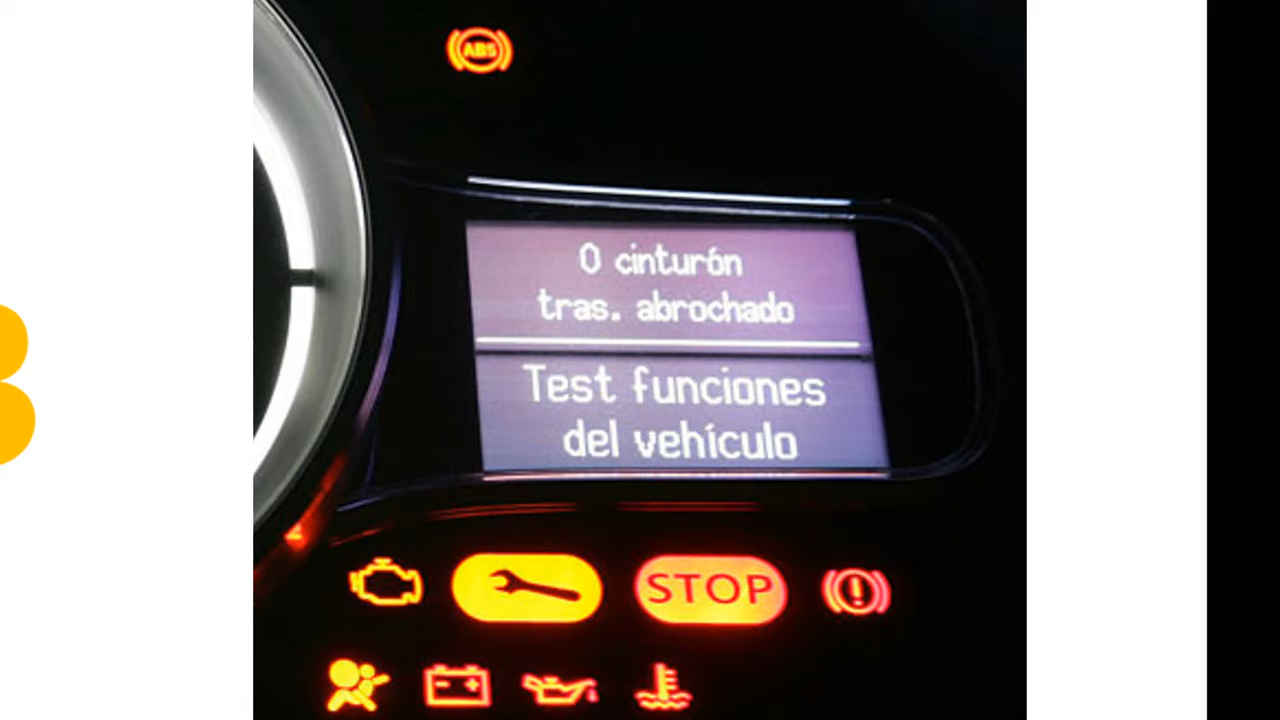 ABS
0 cinturón
tras. abrochado
Test funciones
del vehículo
STOP